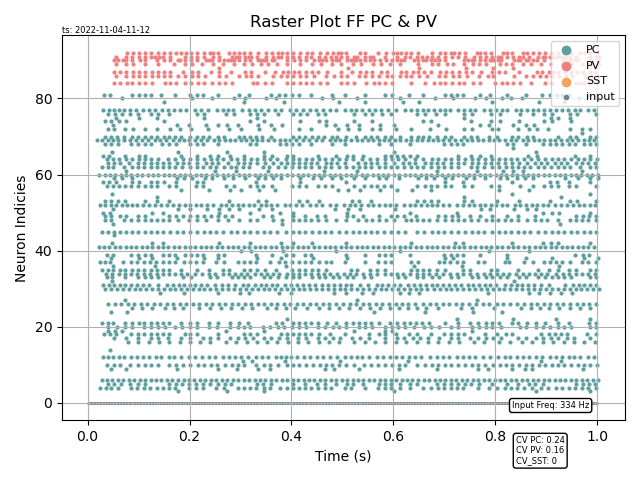 Raster Plot FF PC & PV
ts: 2022-11-04-11-12
PC
PV
SST
input
Neuron Indicies
80
60
40
20
0
Input Freq: 334 Hz
0.0 0.2 0.4 0.6 0.8 1.0
Time (s)
CV PC: 0.24
CV PV: 0.16
CV_SST: 0